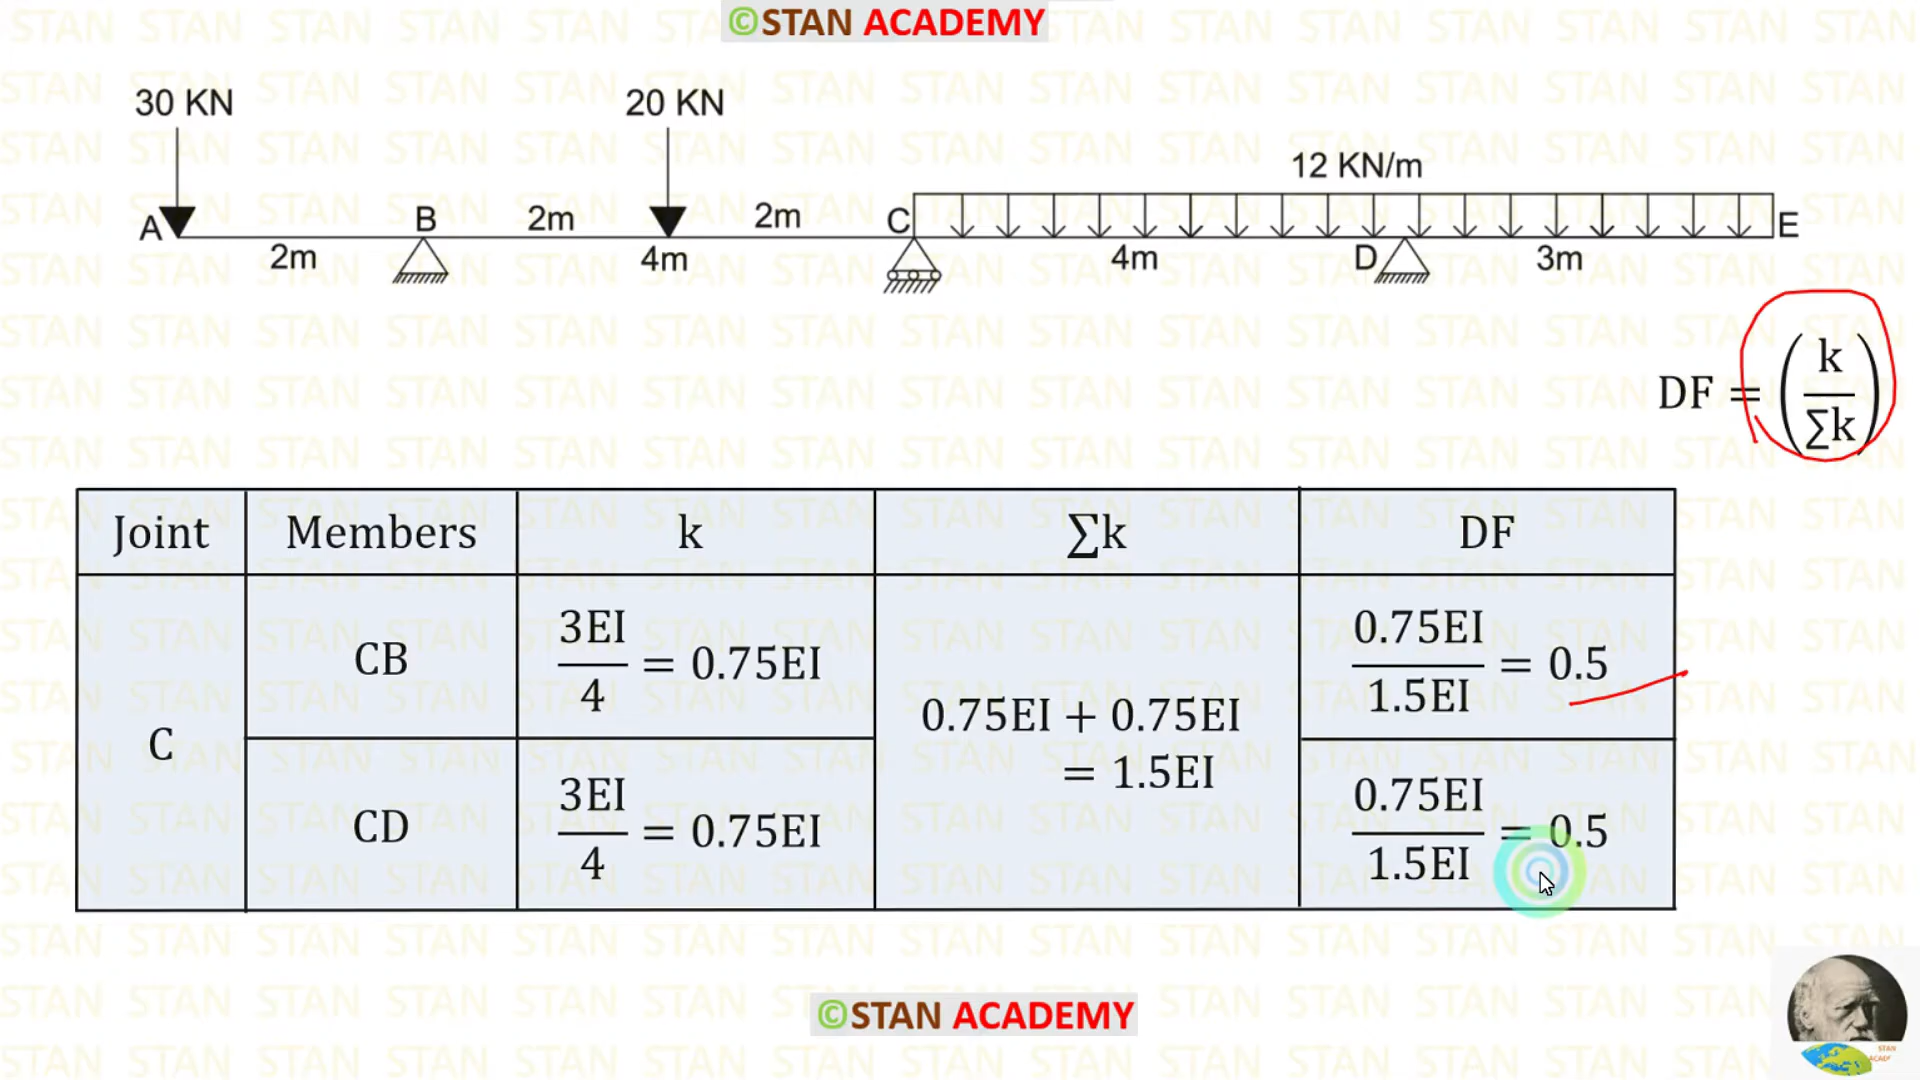 ©STAN ACADEMY
30 KN
20 KN
12 KN/m
A
B
2m
2m
C
E
2m
4m
4m
D
3m
DF = (k/∑k)
Joint Members k ∑k DF
C
CB
3EI/4 = 0.75EI
0.75EI + 0.75EI
= 1.5EI
0.75EI/1.5EI = 0.5
CD
3EI/4 = 0.75EI
0.75EI/1.5EI = 0.5
©STAN ACADEMY
STAN